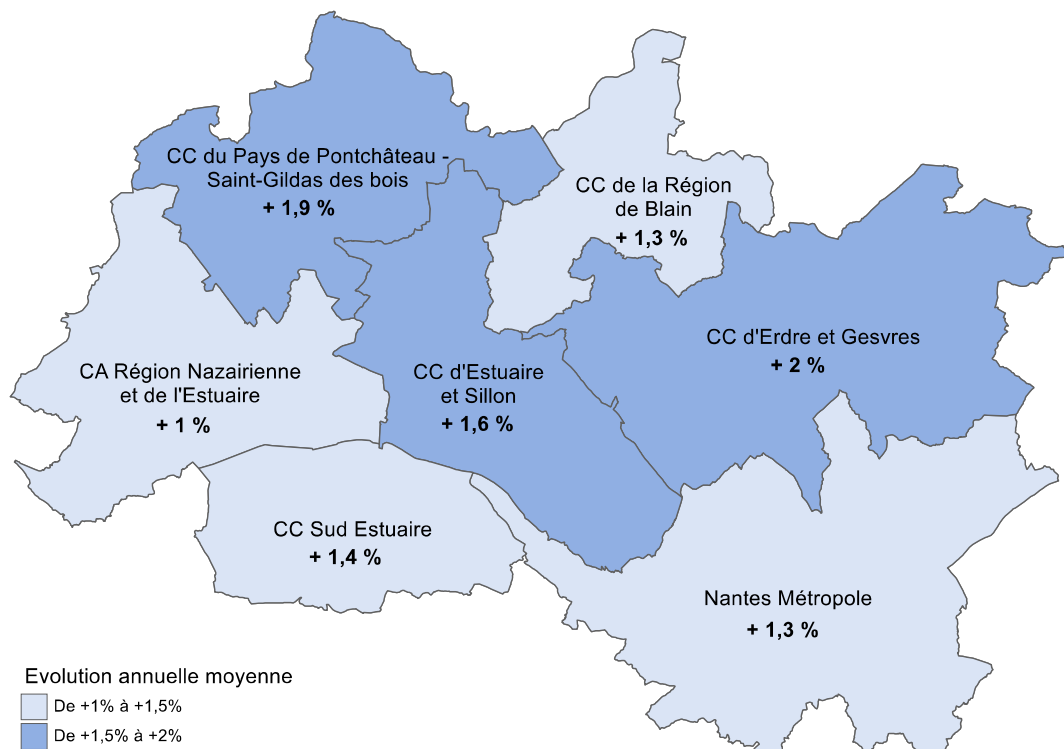 CC du Pays de Pontchâteau -
Saint-Gildas des bois
+ 1,9 %
CC de la Région
de Blain
+ 1,3 %
CC d'Erdre et Gesvres
+ 2 %
CA Région Nazairienne
et de l'Estuaire
+ 1 %
CC d'Estuaire
et Sillon
+ 1,6 %
CC Sud Estuaire
+ 1,4 %
Nantes Métropole
+ 1,3 %
Evolution annuelle moyenne
De +1% à +1,5%
De +1,5% à +2%